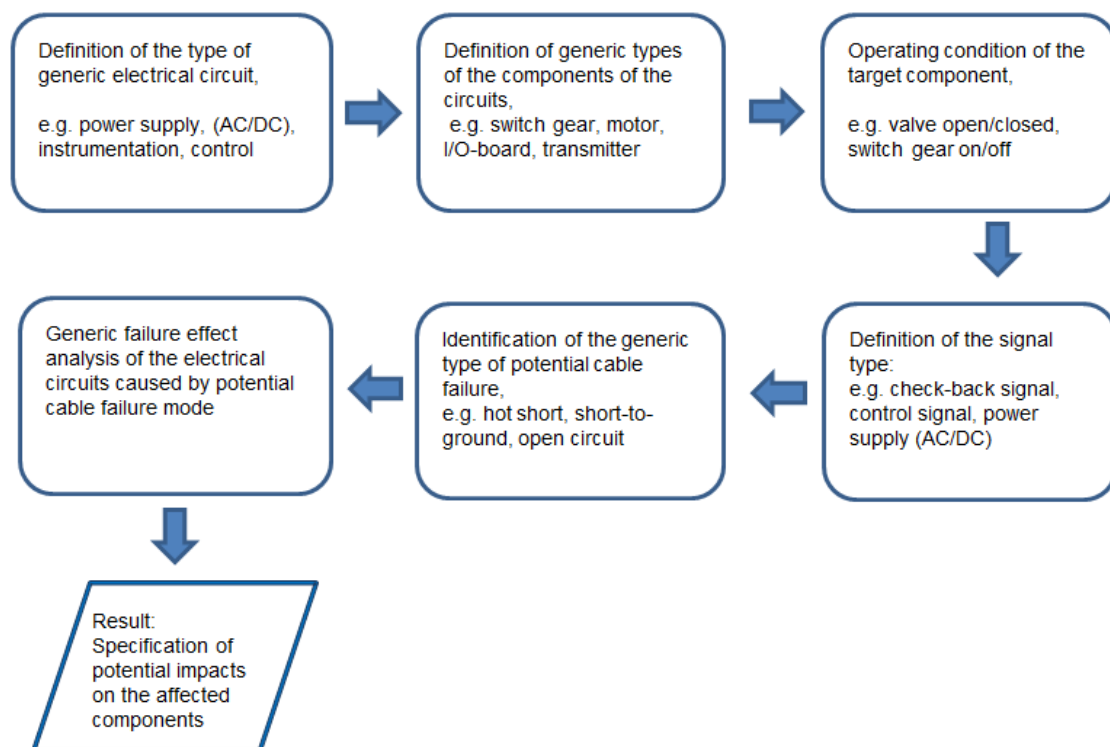 Definition of the type of
generic electrical circuit,
e.g. power supply, (AC/DC),
instrumentation, control
Definition of generic types
of the components of the
circuits,
e.g. switch gear, motor,
I/O-board, transmitter
Operating condition of the
target component,
e.g. valve open/closed,
switch gear on/off
Definition of the signal
type:
e.g. check-back signal,
control signal, power
supply (AC/DC)
Identification of the generic
type of potential cable
failure,
e.g. hot short, short-to-
ground, open circuit
Generic failure effect
analysis of the electrical
circuits caused by potential
cable failure mode
Result:
Specification of
potential impacts
on the affected
components